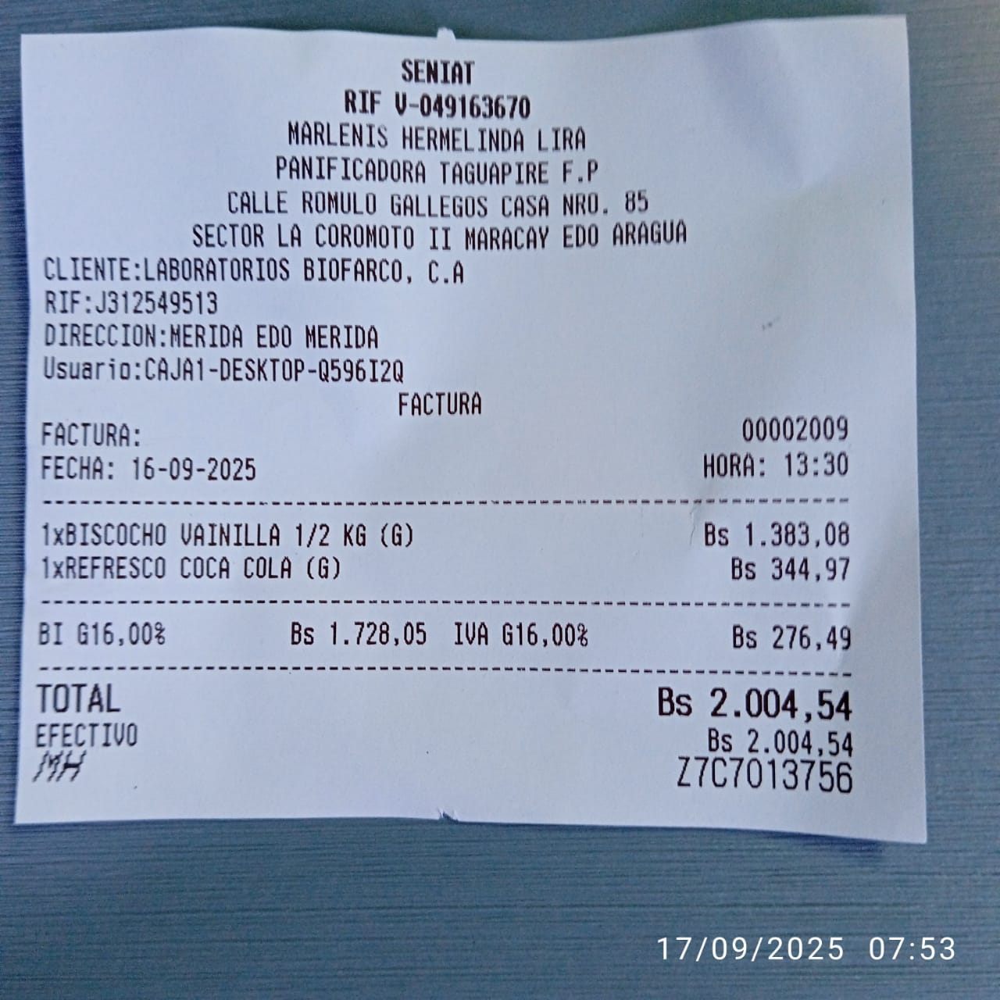 SENIAT
RIF V-049163670
MARLENIS HERMELINDA LIRA
PANIFICADORA TAGUAPIRE F.P
CALLE ROMULO GALLEGOS CASA NRO. 85
SECTOR LA COROMOTO II MARACAY EDO ARAGUA
CLIENTE:LABORATORIOS BIOFARCO, C.A
RIF:J312549513
DIRECCION:MERIDA EDO MERIDA
Usuario:CAJA1-DESKTOP-Q596I2Q
FACTURA
FACTURA: 00002009
FECHA: 16-09-2025 HORA: 13:30
1xBISCOCHO VAINILLA 1/2 KG (G) Bs 1.383,08
1xREFRESCO COCA COLA (G) Bs 344,97
BI G16,00% Bs 1.728,05 IVA G16,00% Bs 276,49
TOTAL Bs 2.004,54
EFECTIVO Bs 2.004,54
MH Z7C7013756
17/09/2025 07:53